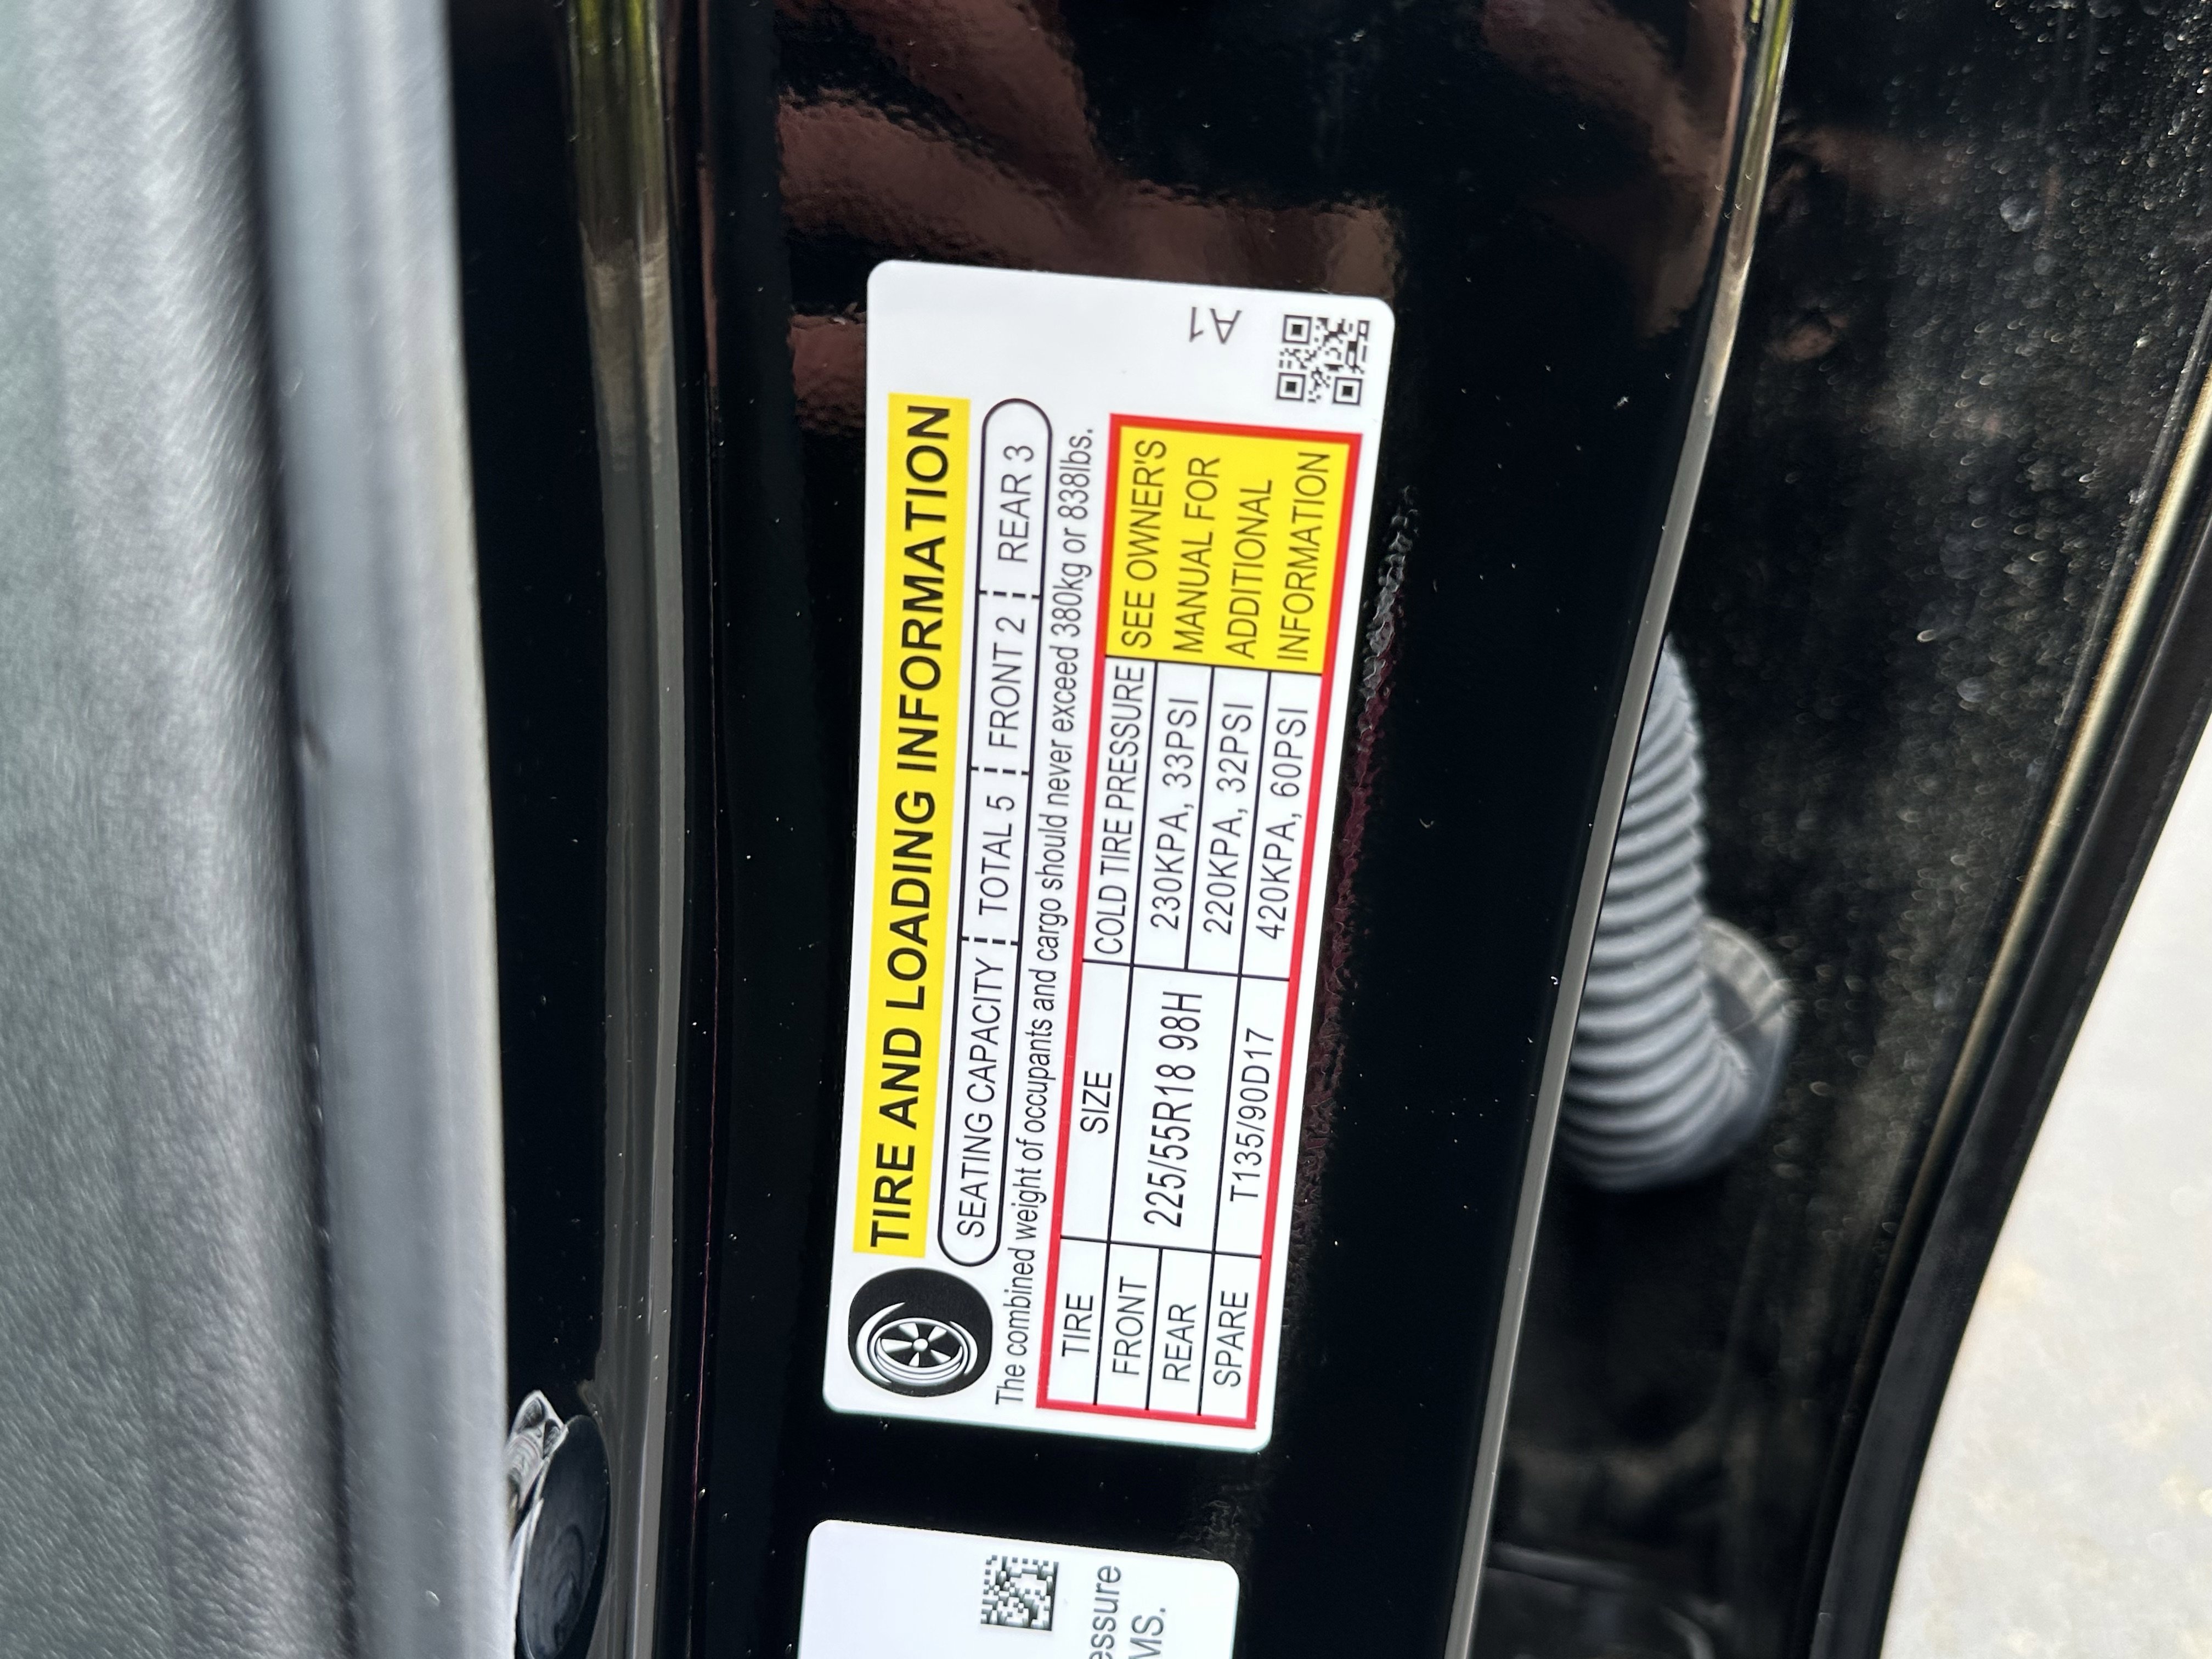 TIRE AND LOADING INFORMATION
SEATING CAPACITY TOTAL 5 FRONT 2 REAR 3
The combined weight of occupants and cargo should never exceed 380kg or 838lbs.
TIRE SIZE COLD TIRE PRESSURE SEE OWNER'S
FRONT 225/55R18 98H 230KPA, 33PSI MANUAL FOR
REAR 220KPA, 32PSI ADDITIONAL
SPARE T135/90D17 420KPA, 60PSI INFORMATION
A1